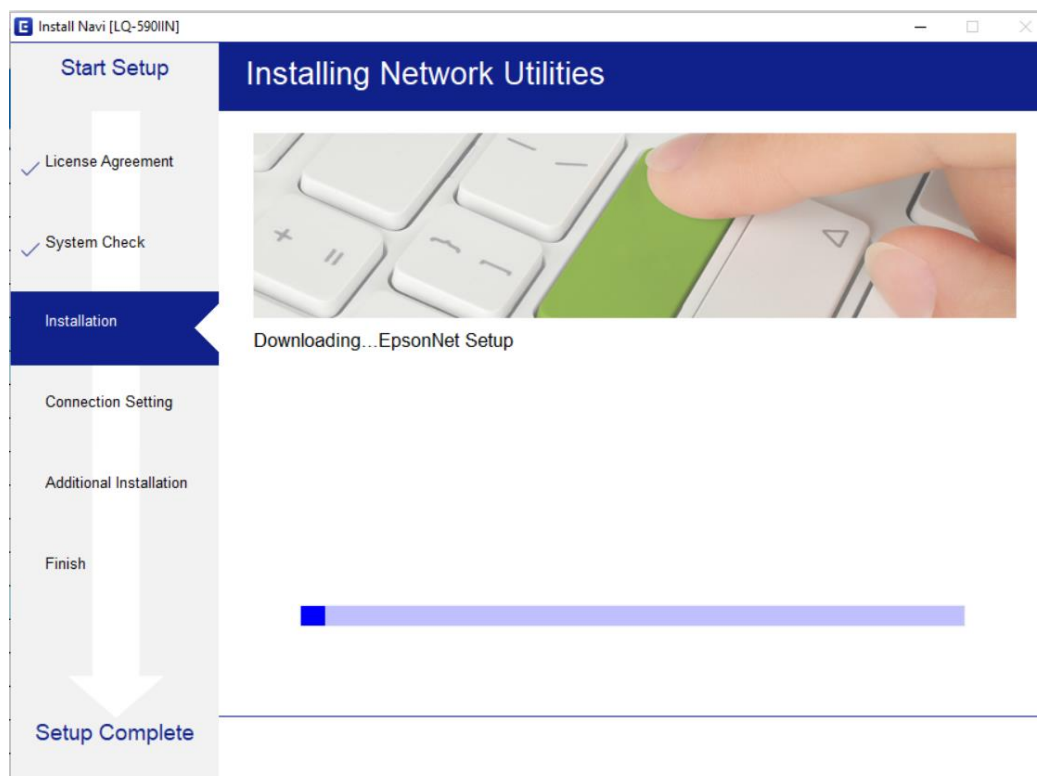 Install Navi [LQ-590IIN]
Start Setup
Installing Network Utilities
License Agreement
System Check
Installation
Downloading...EpsonNet Setup
Connection Setting
Additional Installation
Finish
Setup Complete